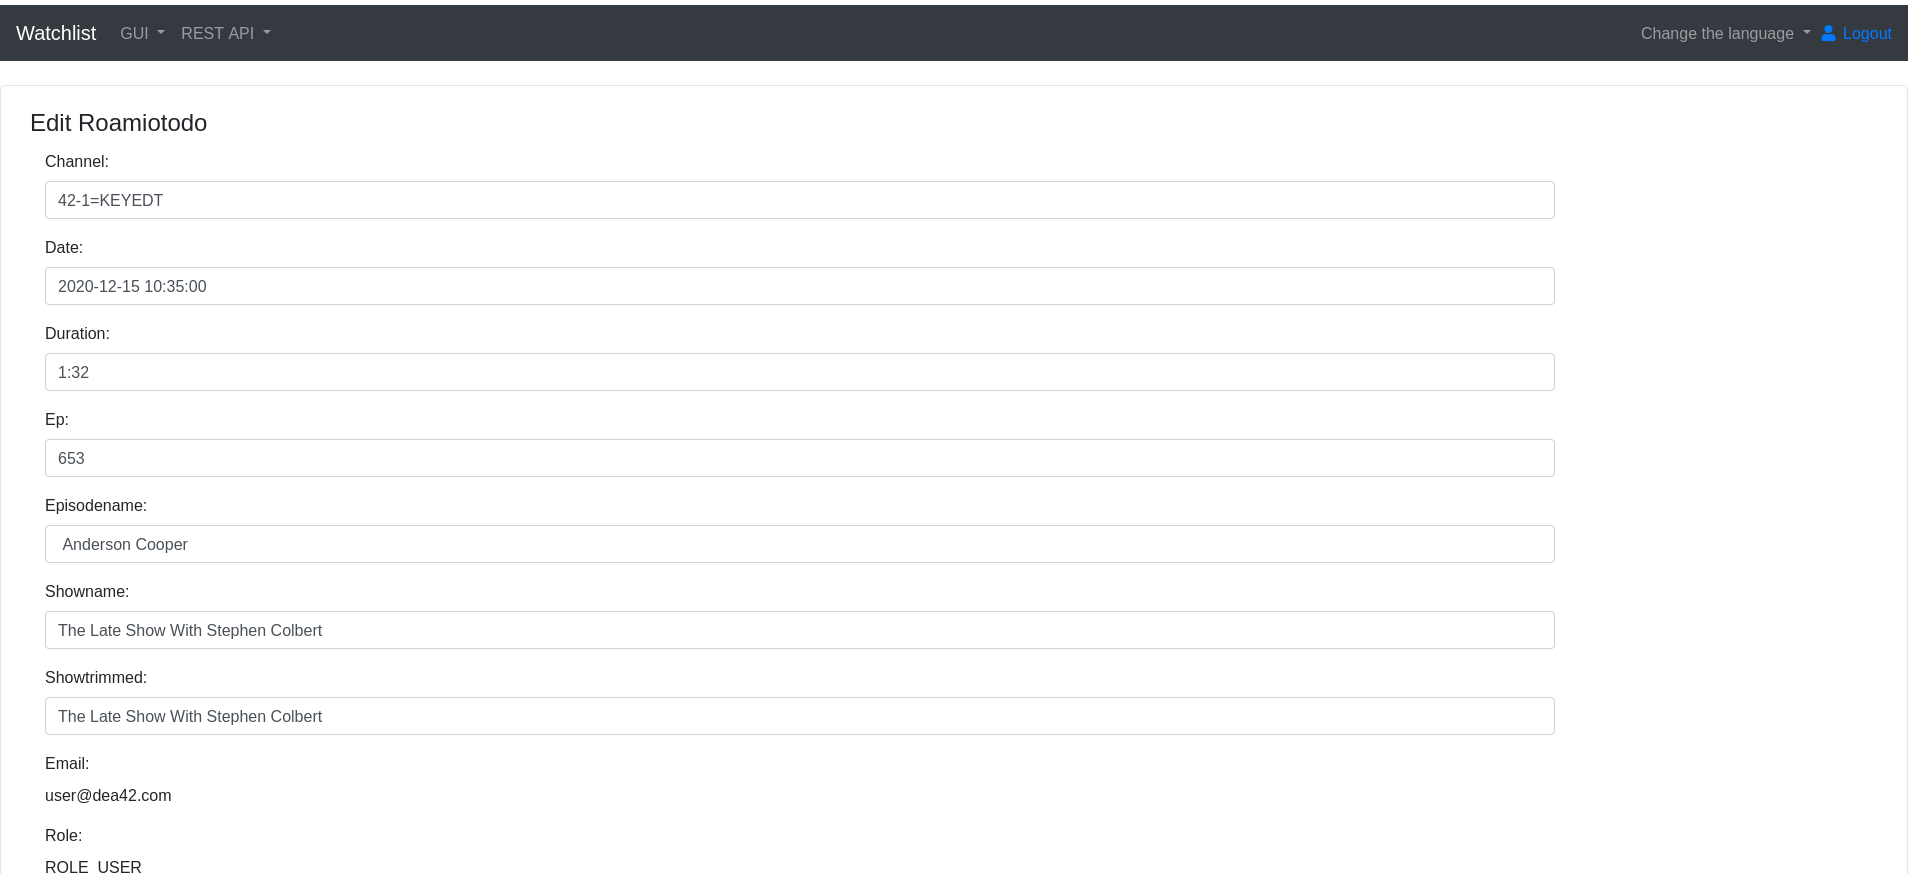 Watchlist GUI REST API Change the language Logout
Edit Roamiotodo
Channel:
42-1=KEYEDT
Date:
2020-12-15 10:35:00
Duration:
1:32
Ep:
653
Episodename:
Anderson Cooper
Showname:
The Late Show With Stephen Colbert
Showtrimmed:
The Late Show With Stephen Colbert
Email:
user@dea42.com
Role:
ROLE_USER